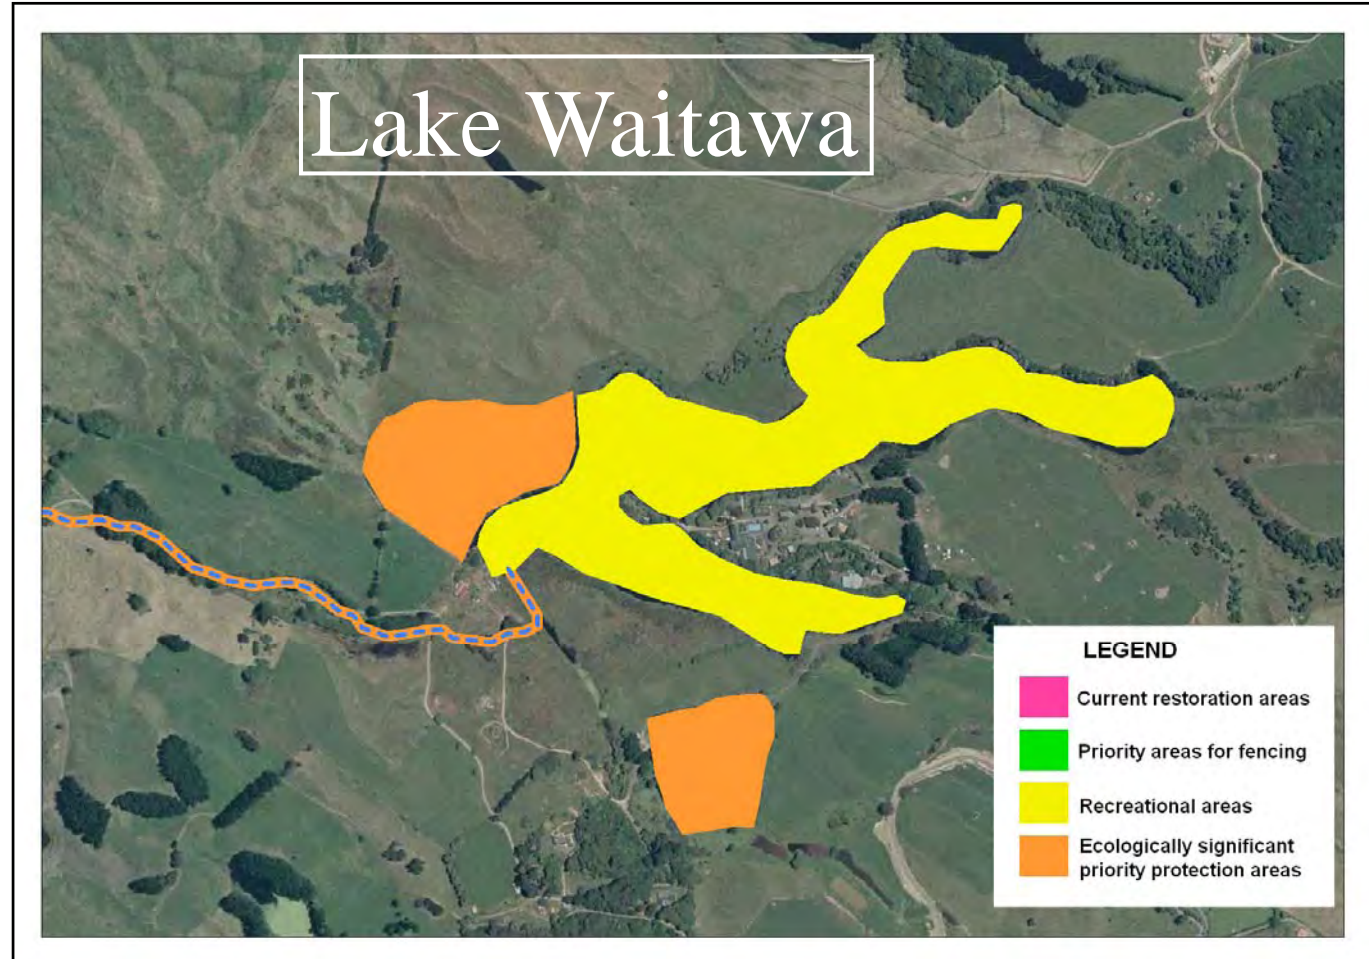 Lake Waitawa
LEGEND
Current restoration areas
Priority areas for fencing
Recreational areas
Ecologically significant
priority protection areas